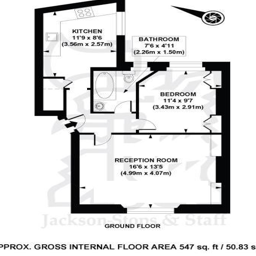 KITCHEN
11'9 x 8'6
(3.56m x 2.57m)
BATHROOM
7'6 x 4'11
(2.26m x 1.50m)
BEDROOM
11'4 x 9'7
(3.43m x 2.91m)
RECEPTION ROOM
16'5 x 13'5
(4.99m x 4.07m)
Jackson-Stops & Staff
GROUND FLOOR
PPROX. GROSS INTERNAL FLOOR AREA 547 sq. ft / 50.83 s